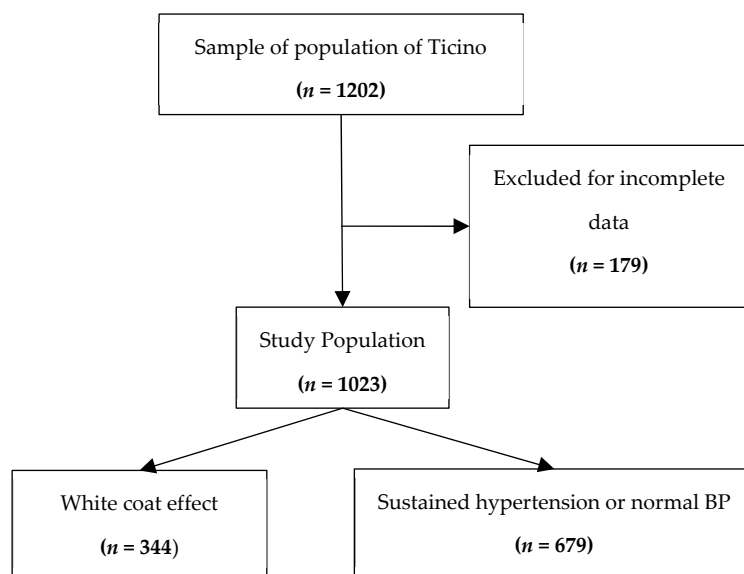 Sample of population of Ticino
(n = 1202)
Excluded for incomplete
data
(n = 179)
Study Population
(n = 1023)
White coat effect
(n = 344)
Sustained hypertension or normal BP
(n = 679)